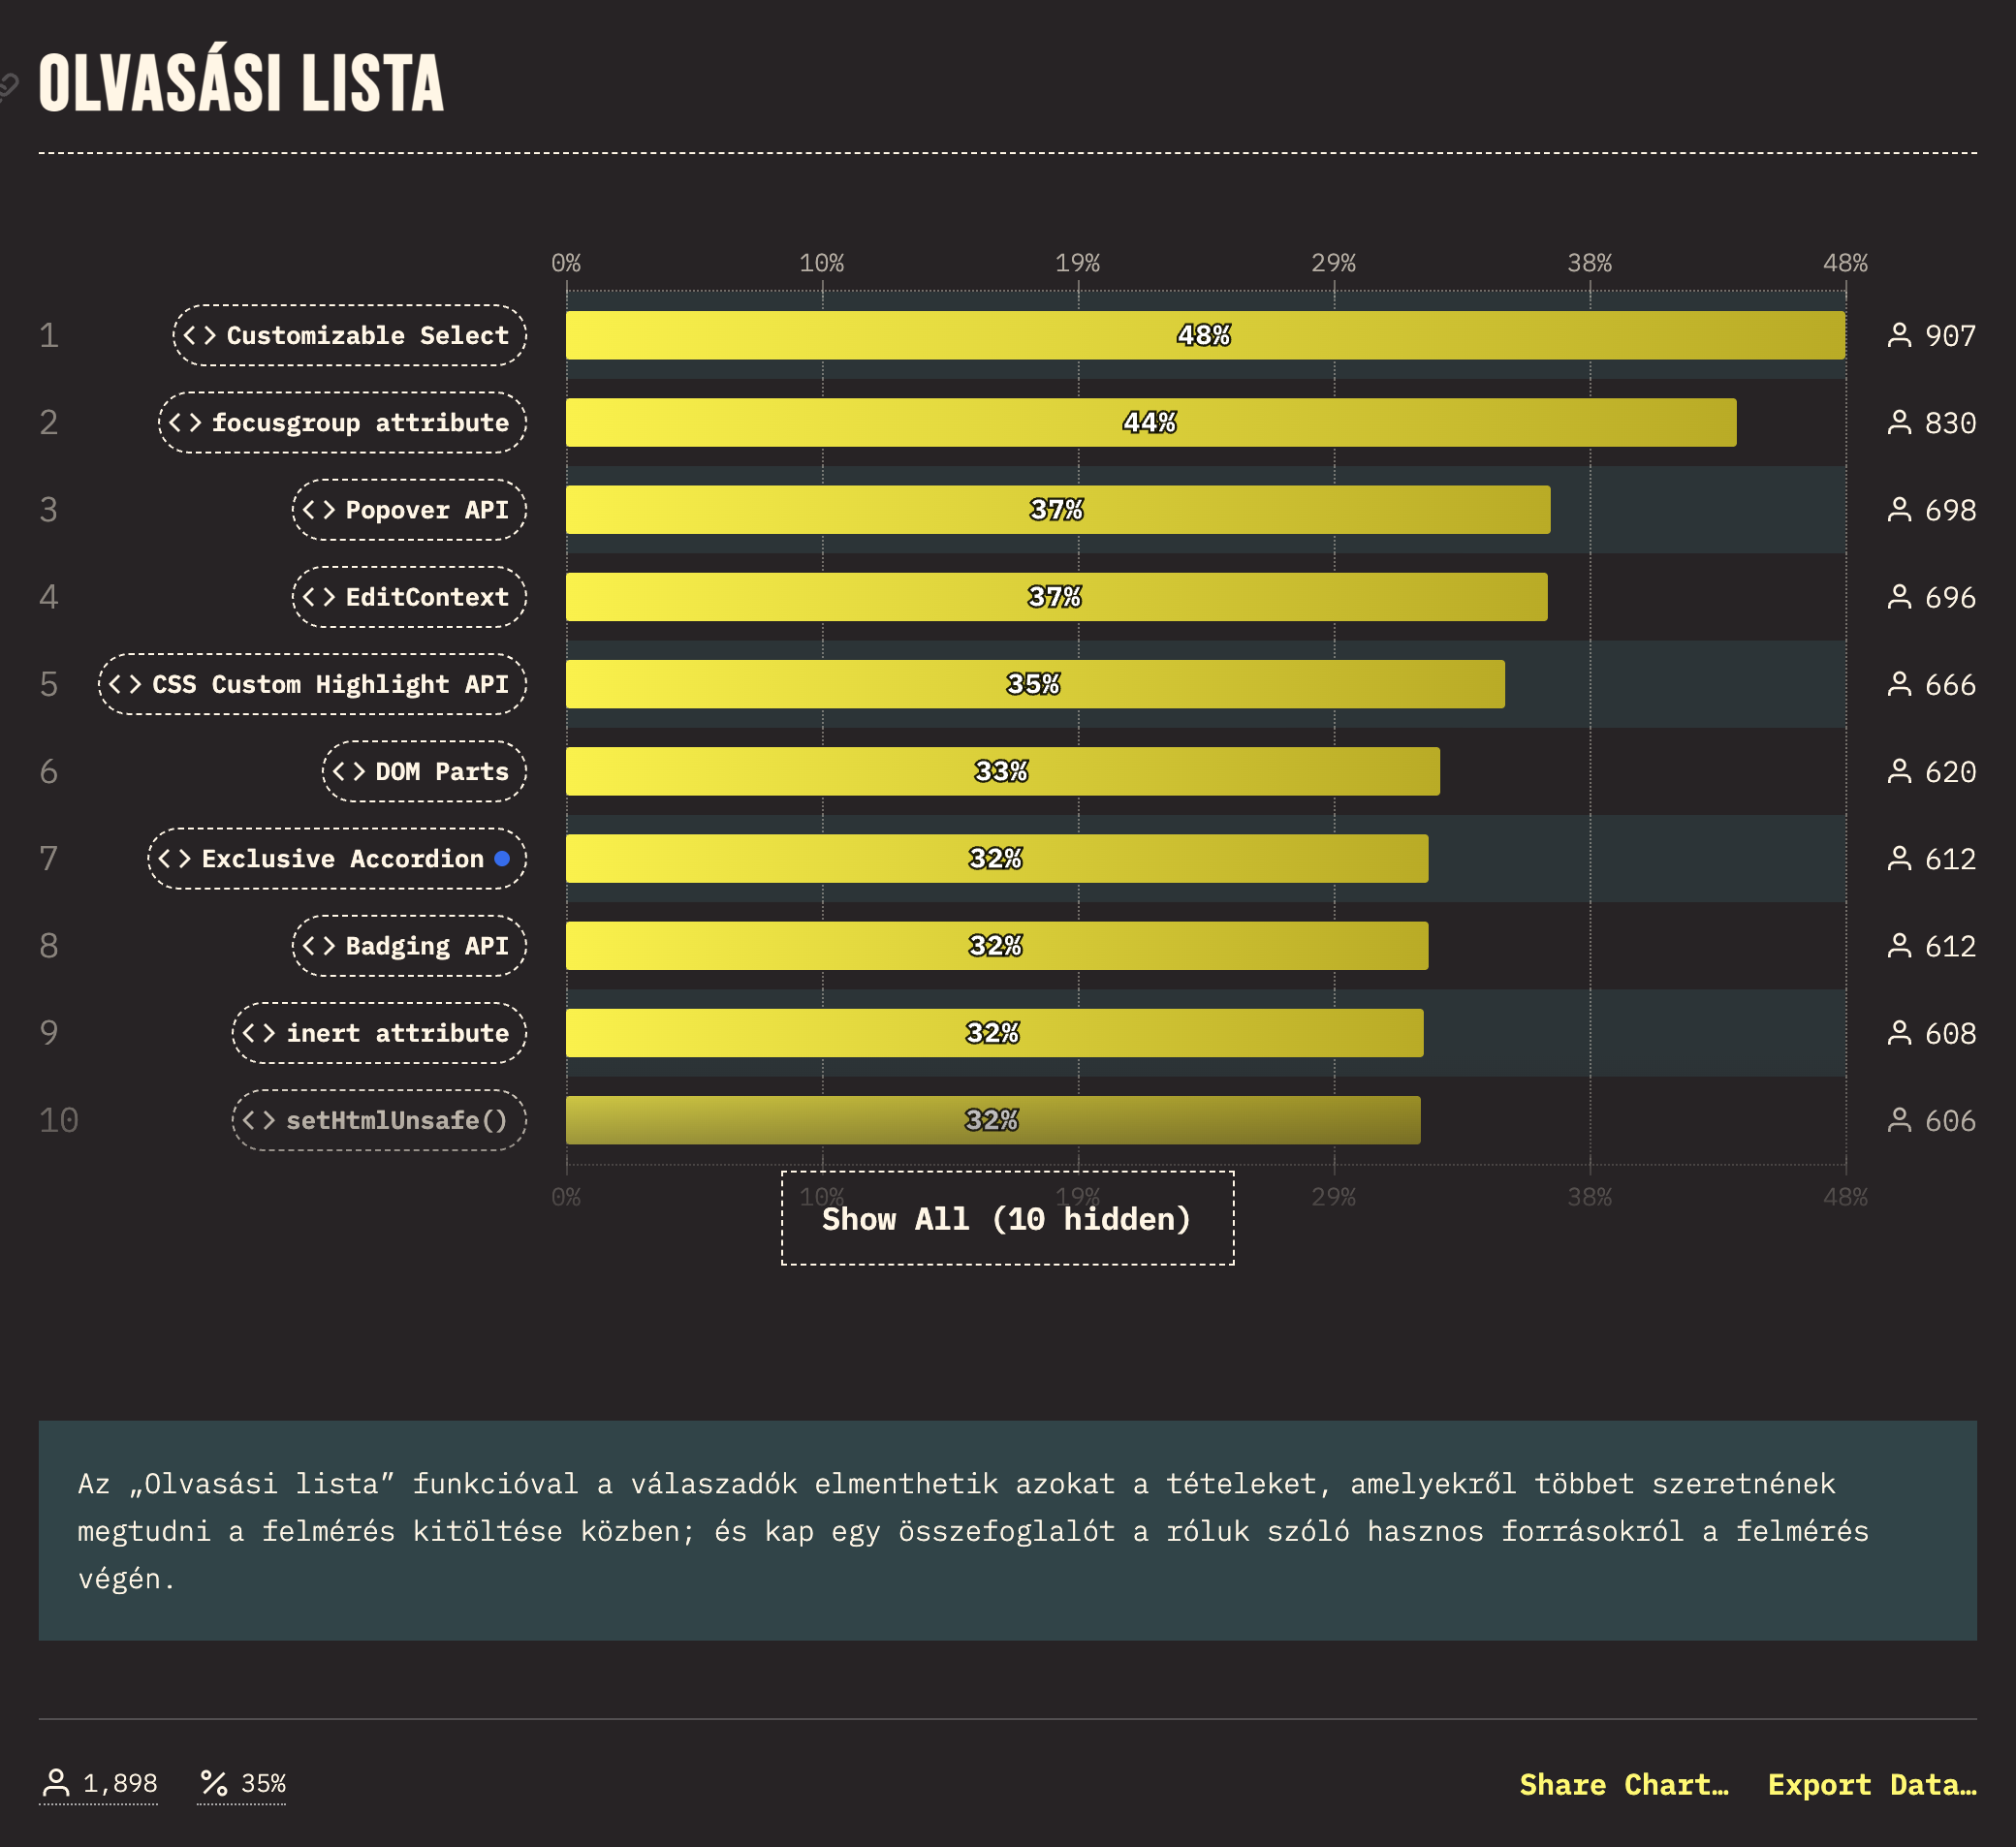 OLVASÁSI LISTA
0% 10% 19% 29% 38% 48%
1 <> Customizable Select 48% 907
2 <> focusgroup attribute 44% 830
3 <> Popover API 37% 698
4 <> EditContext 37% 696
5 <> CSS Custom Highlight API 35% 666
6 <> DOM Parts 33% 620
7 <> Exclusive Accordion 32% 612
8 <> Badging API 32% 612
9 <> inert attribute 32% 608
10 <> setHtmlUnsafe() 32% 606
0% 10% 19% 29% 38% 48%
Show All (10 hidden)
Az „Olvasási lista” funkcióval a válaszadók elmenthetik azokat a tételeket, amelyekről többet szeretnének
megtudni a felmérés kitöltése közben; és kap egy összefoglalót a róluk szóló hasznos forrásokról a felmérés
végén.
1,898 % 35% Share Chart… Export Data…